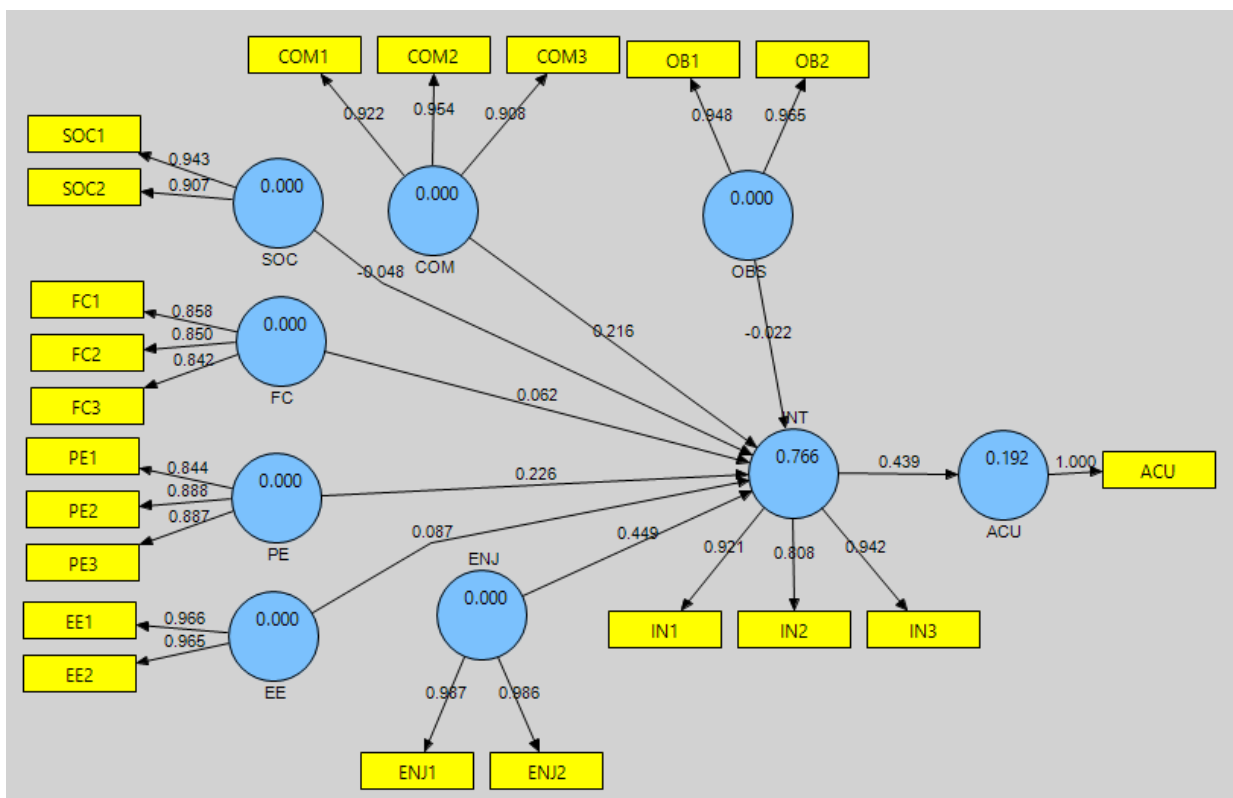 COM1
COM2
COM3
OB1
OB2
0.922
0.954
0.908
0.948
0.965
SOC1
SOC2
0.943
0.907
0.000
SOC
0.000
COM
0.000
OBS
-0.048
0.216
-0.022
FC1
FC2
FC3
0.858
0.850
0.842
0.000
FC
0.062
PE1
PE2
PE3
0.844
0.888
0.887
0.000
PE
0.226
INT
0.766
0.439
0.192
ACU
1.000
ACU
EE1
EE2
0.966
0.965
0.000
EE
0.087
ENJ
0.000
0.449
0.921
0.808
0.942
IN1
IN2
IN3
0.987
0.986
ENJ1
ENJ2